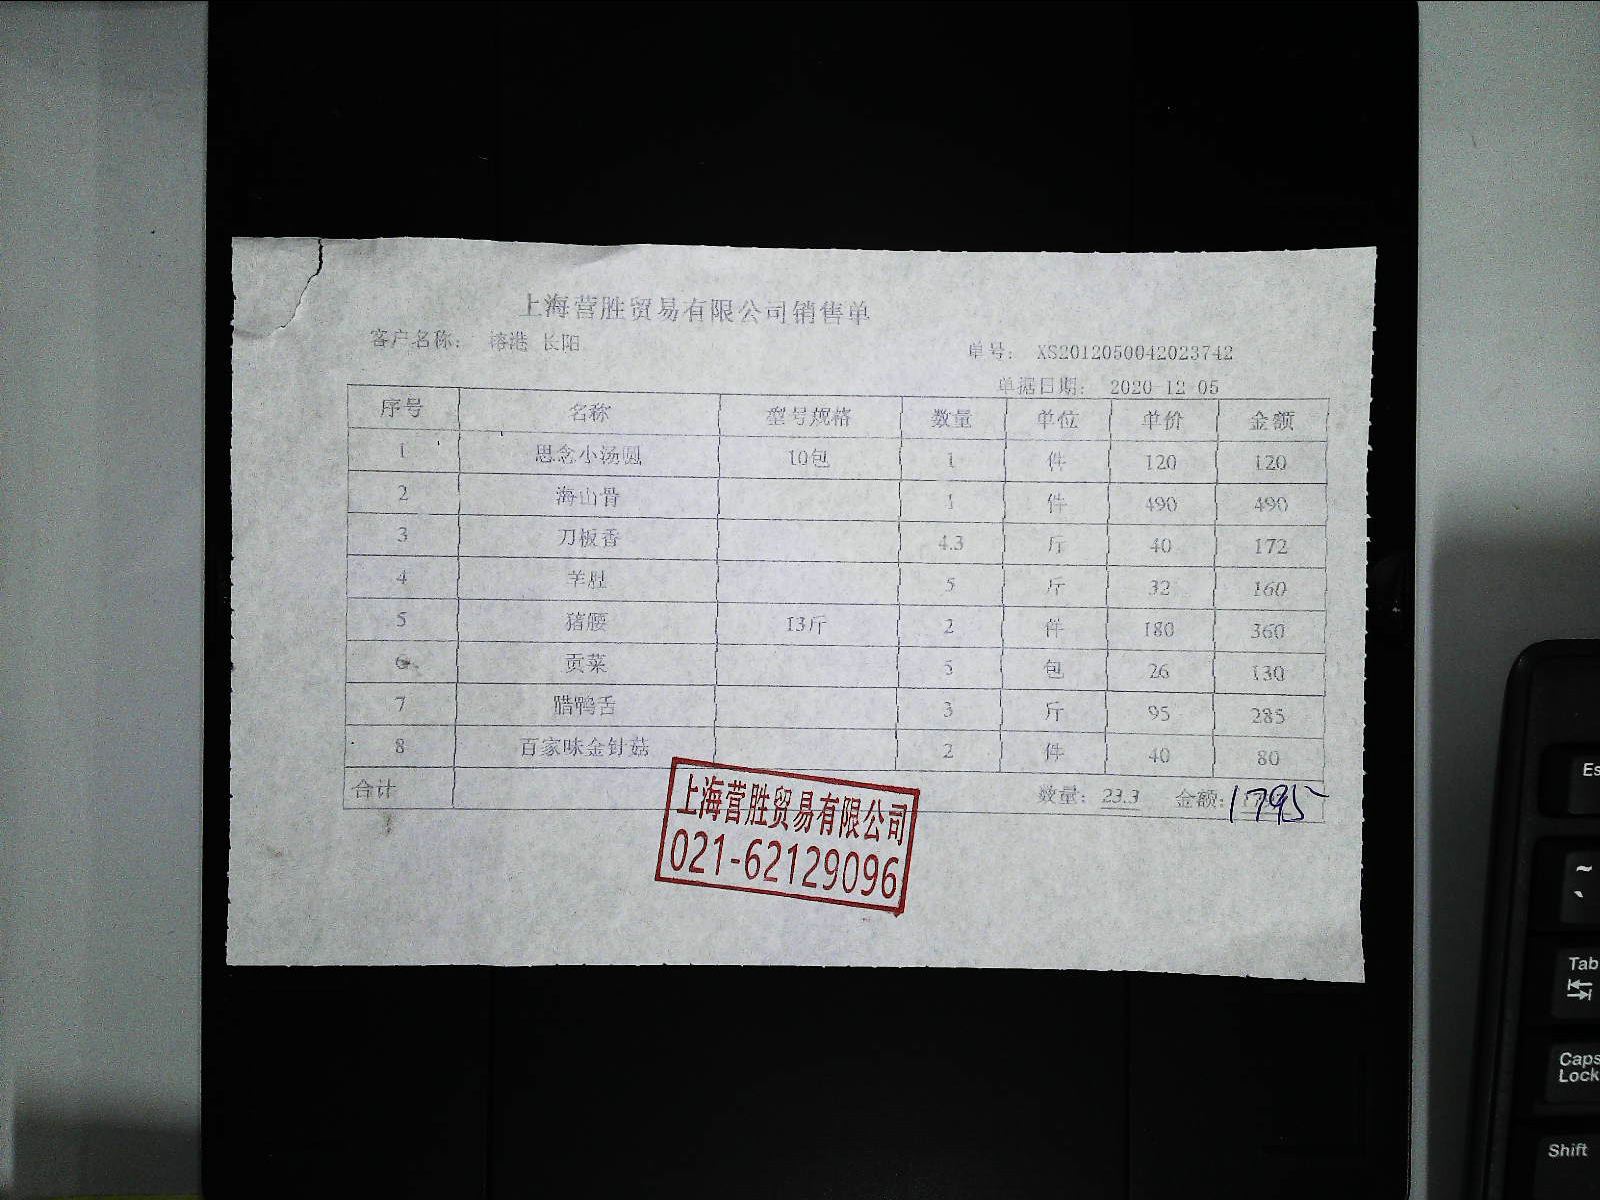 上海营胜贸易有限公司销售单
客户名称： 榕港 长阳
单号： XS2012050042023742
单据日期： 2020 12 05
序号 名称 型号规格 数量 单位 单价 金额
1 思念小汤圆 10包 1 件 120 120
2 海山骨 1 件 490 490
3 刀板香 4.3 斤 40 172
4 羊肚 5 斤 32 160
5 猪腰 13斤 2 件 180 360
6 贡菜 5 包 26 130
7 腊鸭舌 3 斤 95 285
8 百家味金针菇 2 件 40 80
合计 数量： 23.3 金额： 1795
上海营胜贸易有限公司
021-62129096
Es
~
`
Tab
Caps
Lock
Shift